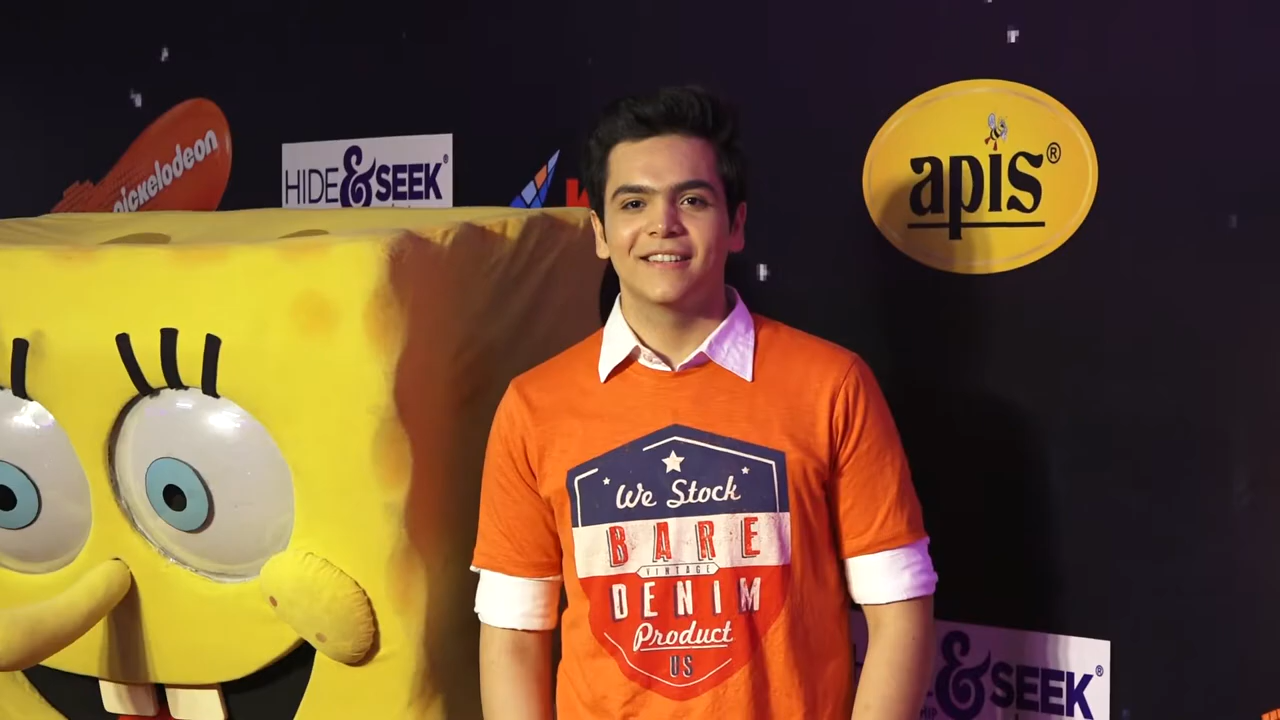 nickelodeon
HIDE & SEEK®
apis®
We Stock
BARE
VINTAGE
DENIM
Product
US
& SEEK®